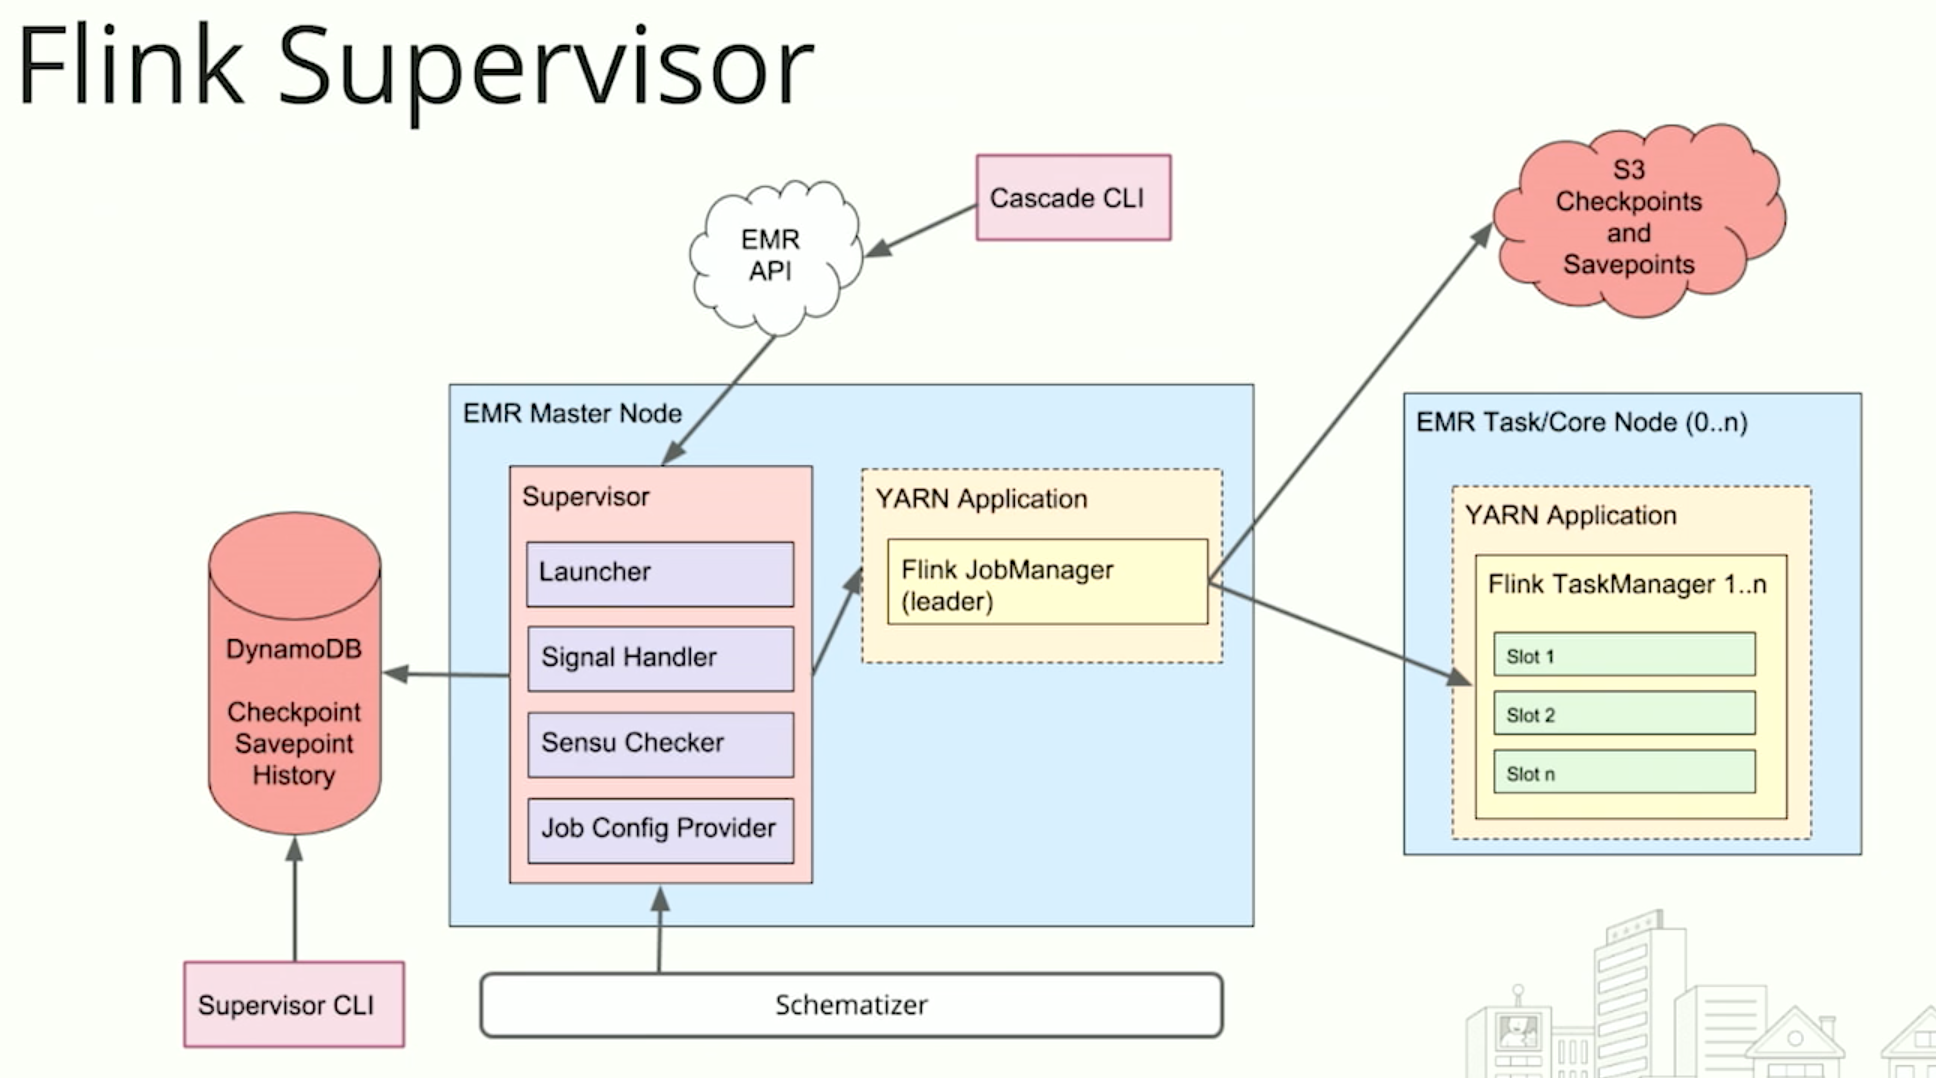 Flink Supervisor
Cascade CLI
EMR
API
S3
Checkpoints
and
Savepoints
EMR Master Node
Supervisor
Launcher
Signal Handler
Sensu Checker
Job Config Provider
YARN Application
Flink JobManager
(leader)
EMR Task/Core Node (0..n)
YARN Application
Flink TaskManager 1..n
Slot 1
Slot 2
Slot n
DynamoDB
Checkpoint
Savepoint
History
Supervisor CLI
Schematizer